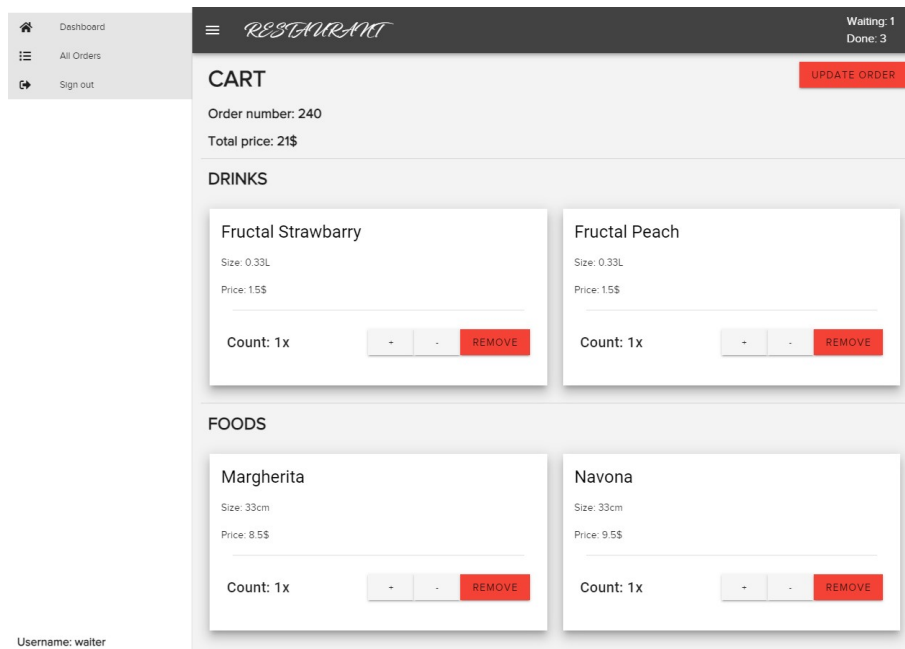 Dashboard
All Orders
Sign out
RESTAURANT
Waiting: 1
Done: 3
CART
UPDATE ORDER
Order number: 240
Total price: 21$
DRINKS
Fructal Strawbarry
Size: 0.33L
Price: 1.5$
Count: 1x + - REMOVE
Fructal Peach
Size: 0.33L
Price: 1.5$
Count: 1x + - REMOVE
FOODS
Margherita
Size: 33cm
Price: 8.5$
Count: 1x + - REMOVE
Navona
Size: 33cm
Price: 9.5$
Count: 1x + - REMOVE
Username: waiter